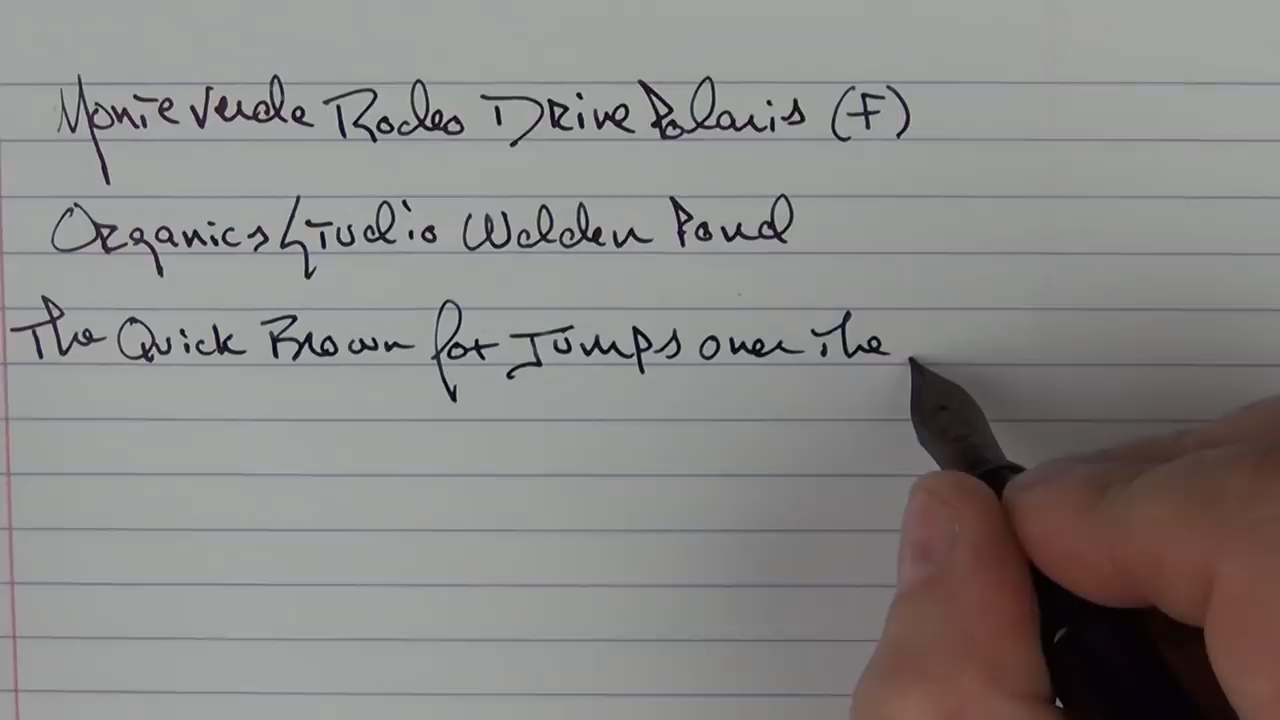 Monteverde Rodeo Drive Polaris (F)
Organics Studio Walden Pond
The Quick Brown fox Jumps over The